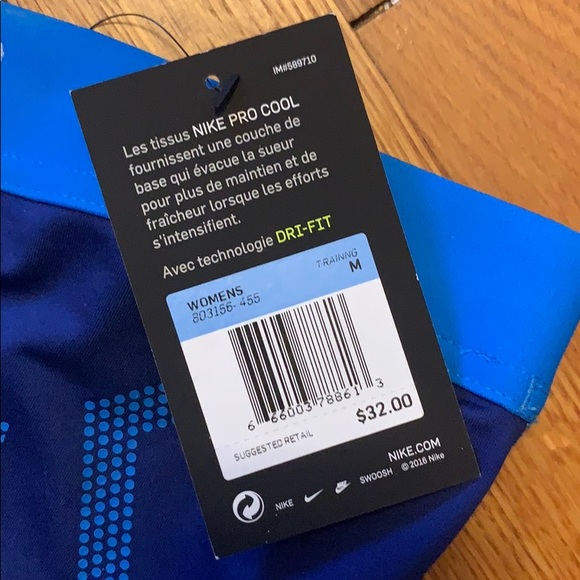 IM#589710
Les tissus NIKE PRO COOL
fournissent une couche de
base qui évacue la sueur
pour plus de maintien et de
fraîcheur lorsque les efforts
s'intensifient.
Avec technologie DRI-FIT
WOMENS
TRAINING
803156-455
M
6 66003 78861 3
SUGGESTED RETAIL
$32.00
NIKE.COM
NIKE
SWOOSH
© 2016 Nike